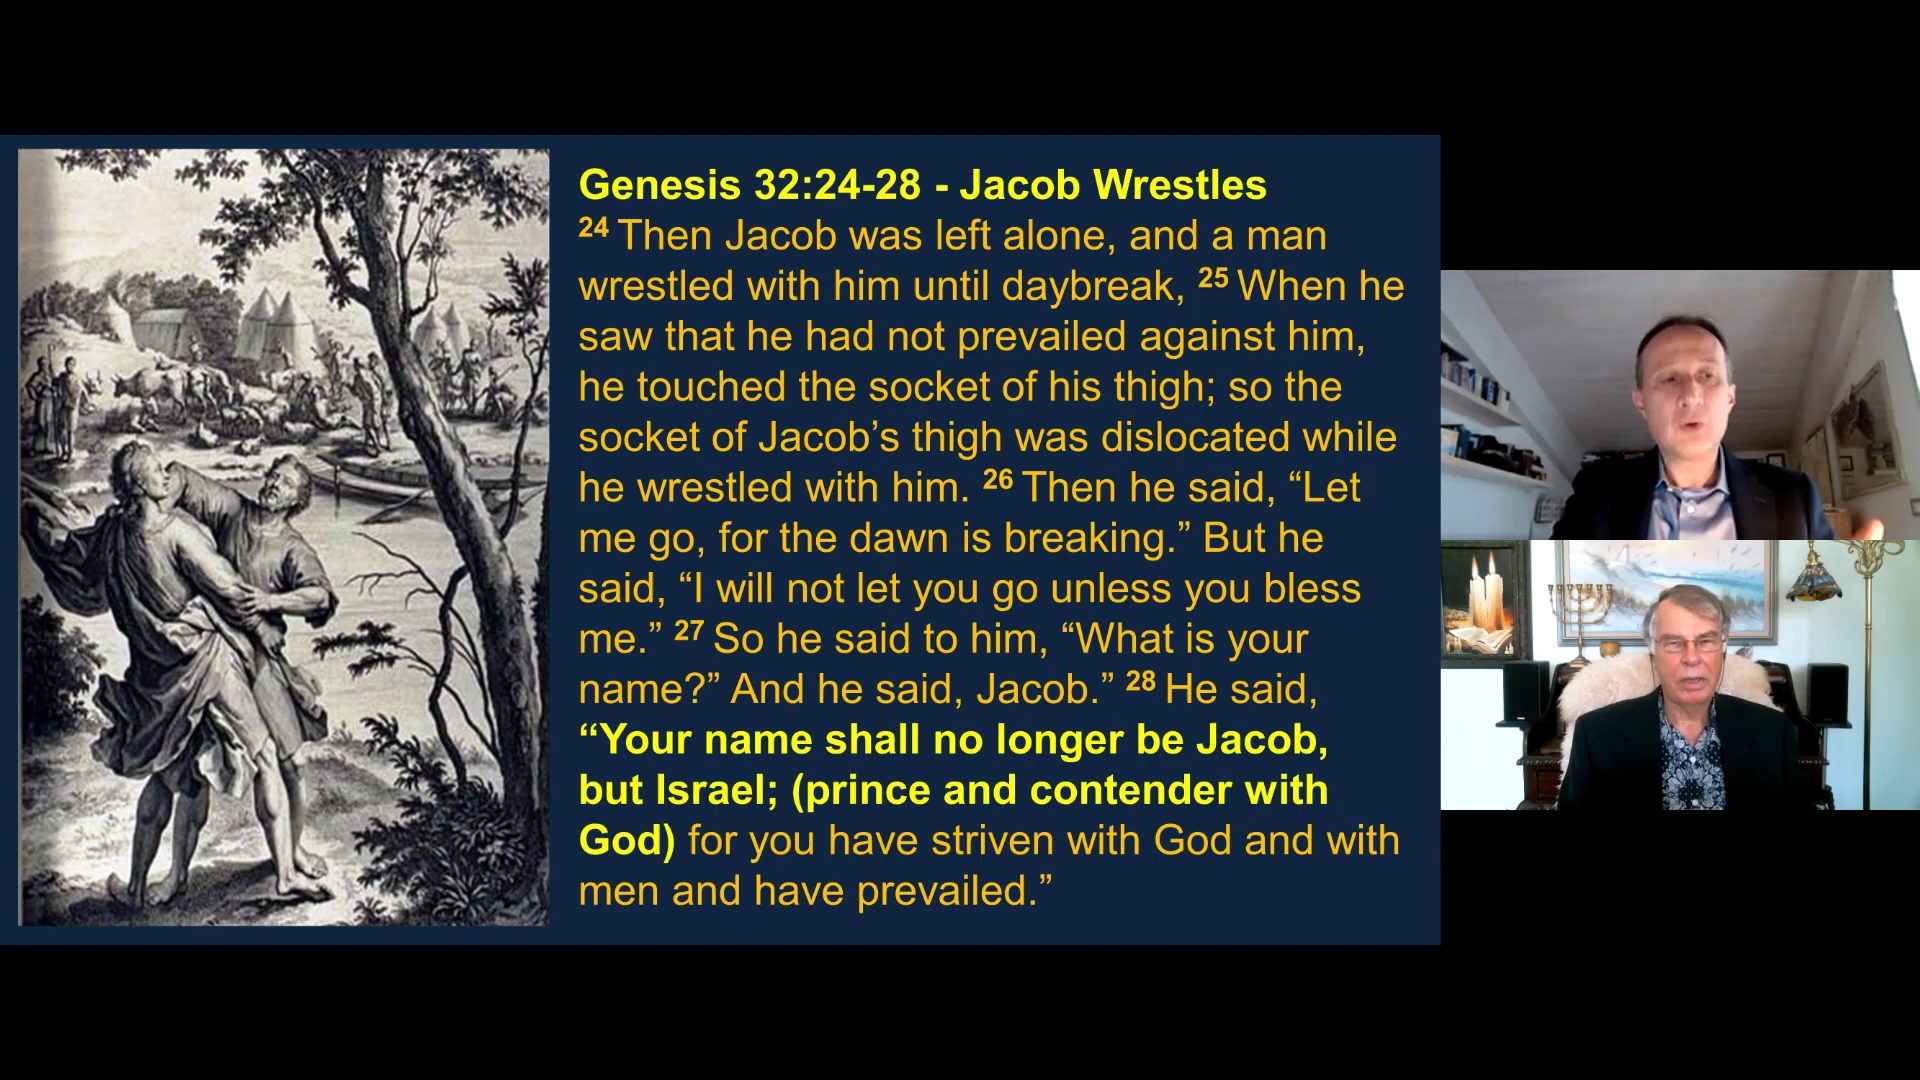 Genesis 32:24-28 - Jacob Wrestles
24 Then Jacob was left alone, and a man
wrestled with him until daybreak, 25 When he
saw that he had not prevailed against him,
he touched the socket of his thigh; so the
socket of Jacob’s thigh was dislocated while
he wrestled with him. 26 Then he said, “Let
me go, for the dawn is breaking.” But he
said, “I will not let you go unless you bless
me.” 27 So he said to him, “What is your
name?” And he said, Jacob.” 28 He said,
“Your name shall no longer be Jacob,
but Israel; (prince and contender with
God) for you have striven with God and with
men and have prevailed.”